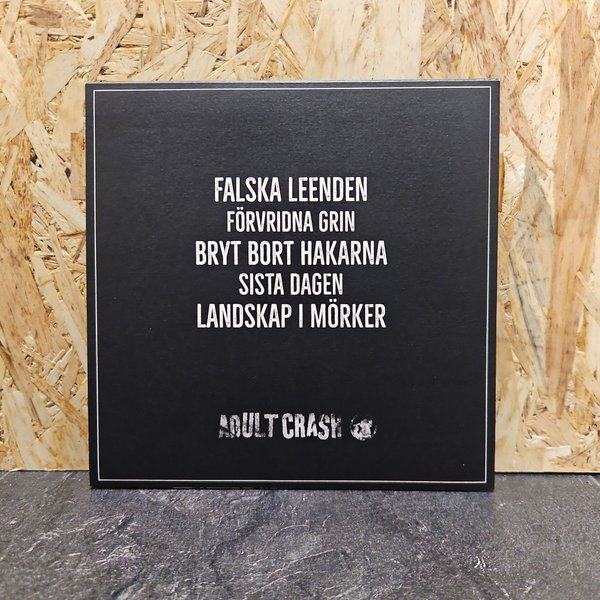 FALSKA LEENDEN
FÖRVRIDNA GRIN
BRYT BORT HAKARNA
SISTA DAGEN
LANDSKAP I MÖRKER
ADULT CRASH